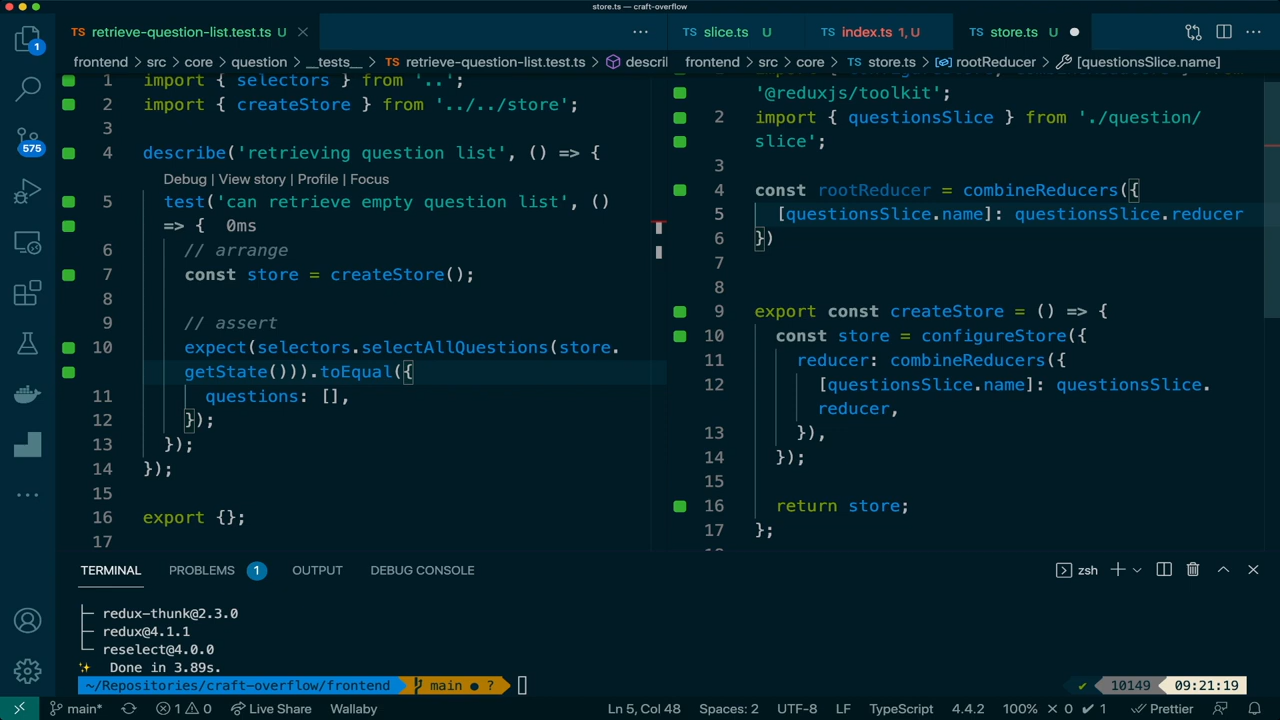 store.ts — craft-overflow
TS retrieve-question-list.test.ts U
TS slice.ts U
TS index.ts 1, U
TS store.ts U
frontend > src > core > question > __tests__ > TS retrieve-question-list.test.ts > descril
frontend > src > core > TS store.ts > rootReducer > [questionsSlice.name]
1 import { selectors } from '..';
2 import { createStore } from '../../store';
3
4 describe('retrieving question list', () => {
Debug | View story | Profile | Focus
5 test('can retrieve empty question list', ()
=> { 0ms
6 // arrange
7 const store = createStore();
8
9 // assert
10 expect(selectors.selectAllQuestions(store.
getState())).toEqual({
11 questions: [],
12 });
13 });
14 });
15
16 export {};
17
'@reduxjs/toolkit';
2 import { questionsSlice } from './question/
slice';
3
4 const rootReducer = combineReducers({
5 [questionsSlice.name]: questionsSlice.reducer
6 })
7
8
9 export const createStore = () => {
10 const store = configureStore({
11 reducer: combineReducers({
12 [questionsSlice.name]: questionsSlice.
reducer,
13 }),
14 });
15
16 return store;
17 };
1
575
TERMINAL PROBLEMS 1 OUTPUT DEBUG CONSOLE
zsh
├─ redux-thunk@2.3.0
├─ redux@4.1.1
└─ reselect@4.0.0
✨ Done in 3.89s.
~/Repositories/craft-overflow/frontend main ● ? ✔ 10149 09:21:19
main* 1 0 Live Share Wallaby Ln 5, Col 48 Spaces: 2 UTF-8 LF TypeScript 4.4.2 100% × 0 ✓ 1 Prettier